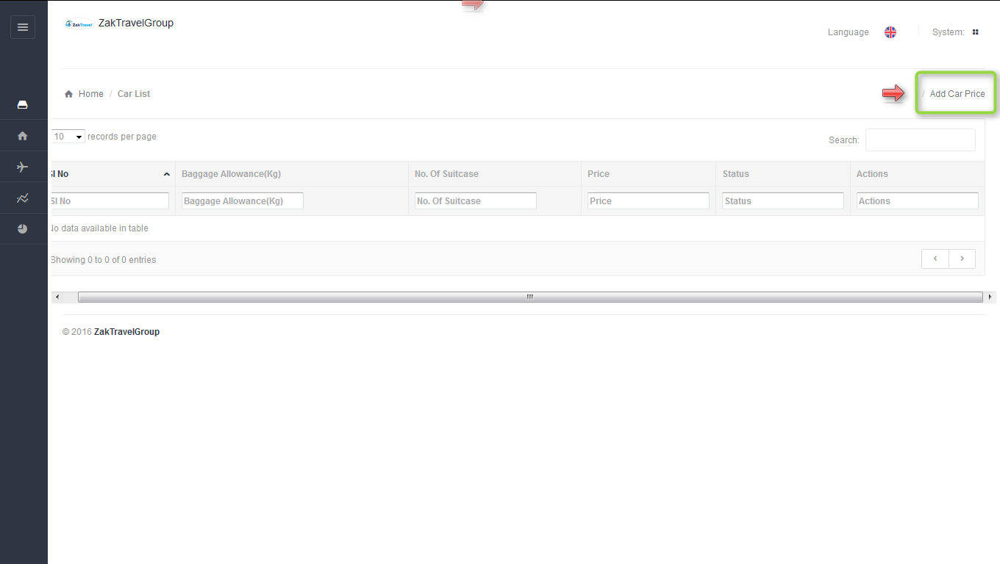 ZakTravel ZakTravelGroup
Language System:
Home / Car List / Add Car Price
10 records per page Search:
Sl No Baggage Allowance(Kg) No. Of Suitcase Price Status Actions
Sl No Baggage Allowance(Kg) No. Of Suitcase Price Status Actions
No data available in table
Showing 0 to 0 of 0 entries
© 2016 ZakTravelGroup